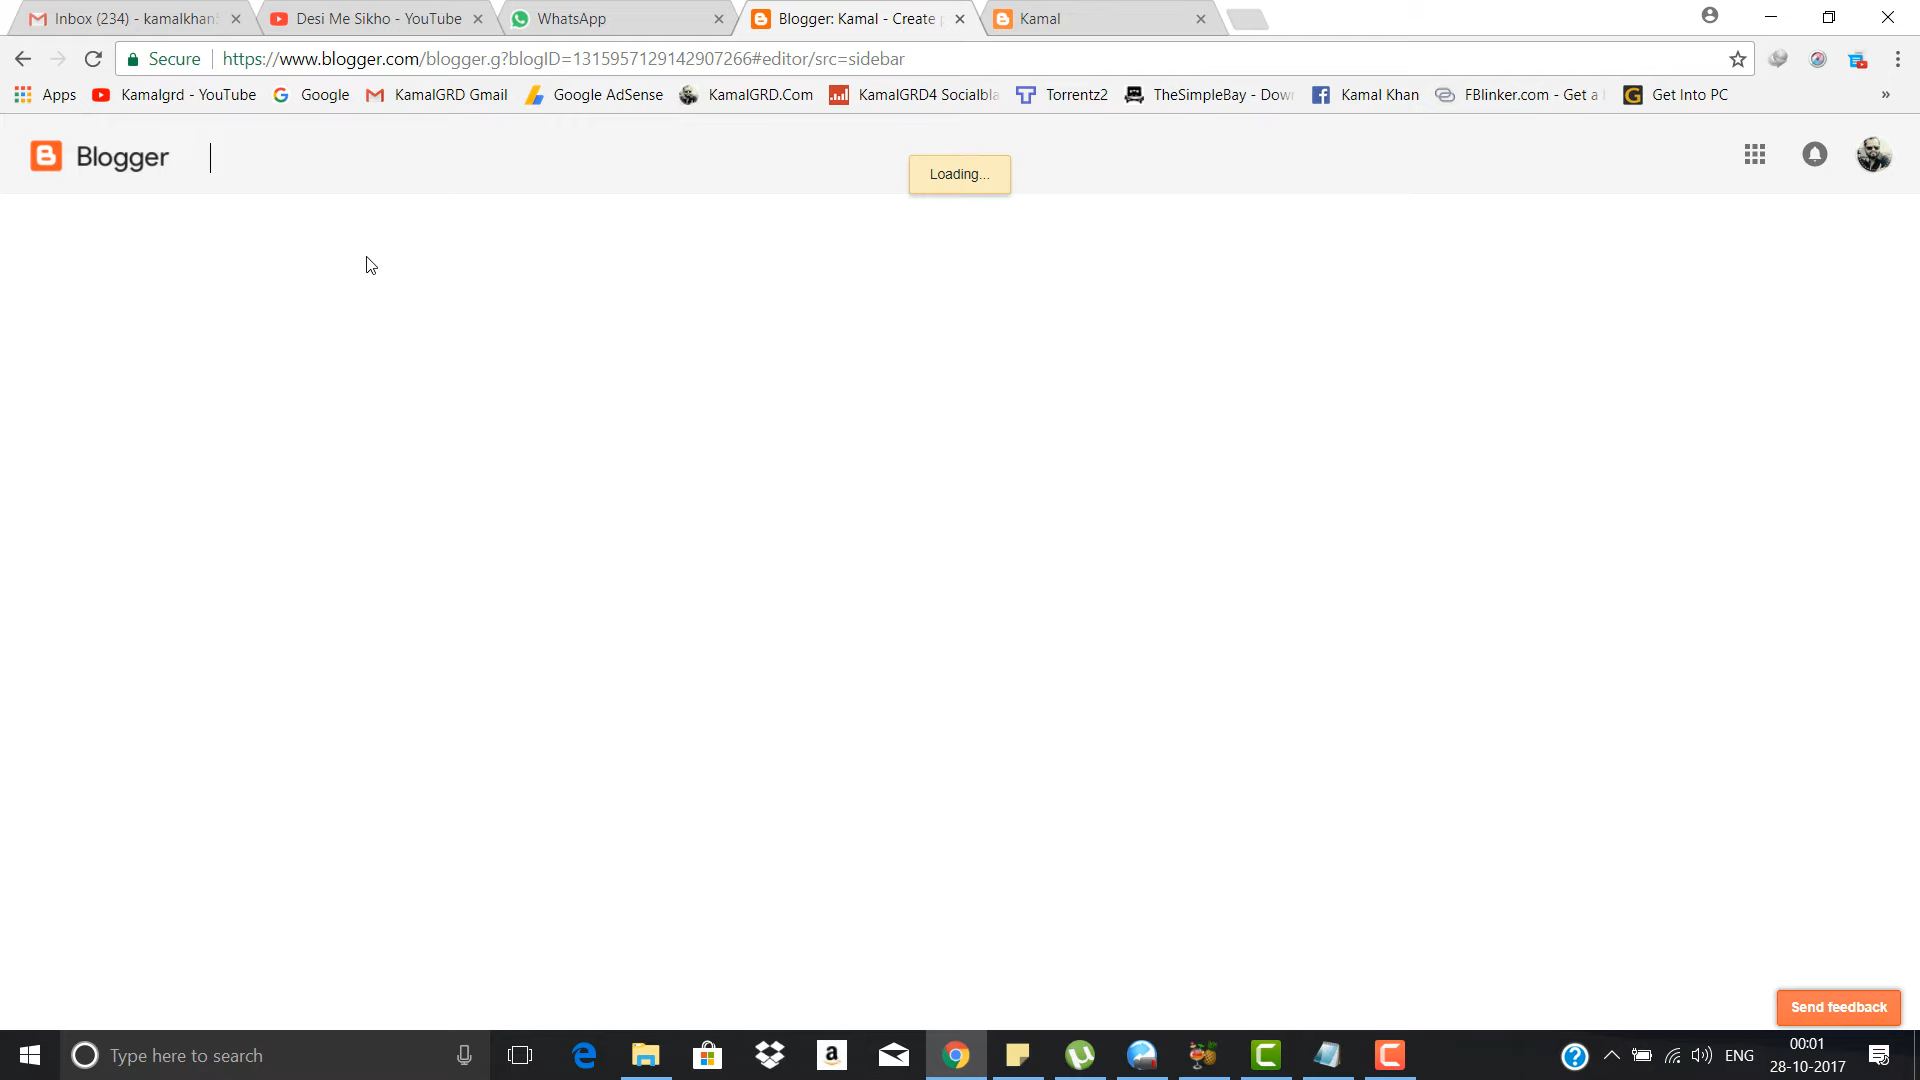 Inbox (234) - kamalkhan
Desi Me Sikho - YouTube
WhatsApp
Blogger: Kamal - Create
Kamal
Secure
https://www.blogger.com/blogger.g?blogID=1315957129142907266#editor/src=sidebar
Apps
Kamalgrd - YouTube
Google
KamalGRD Gmail
Google AdSense
KamalGRD.Com
KamalGRD4 Socialbla
Torrentz2
TheSimpleBay - Dow
Kamal Khan
FBlinker.com - Get a
Get Into PC
»
Blogger
Loading...
Send feedback
Type here to search
ENG
00:01
28-10-2017